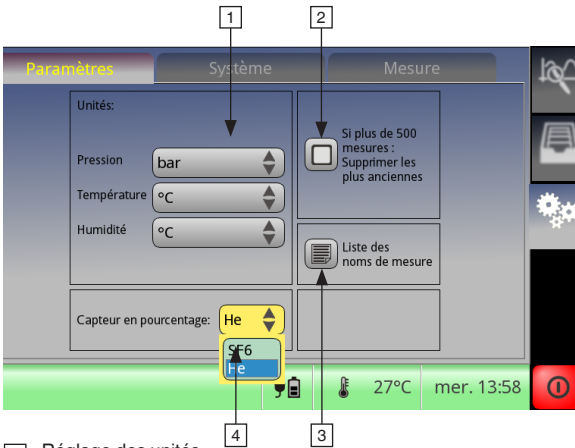 1
2
Paramètres
Système
Mesure
Unités:
Pression
bar
Température
°C
Humidité
°C
Si plus de 500
mesures :
Supprimer les
plus anciennes
Liste des
noms de mesure
Capteur en pourcentage:
He
SF6
He
27°C
mer. 13:58
4
3
Réglage des unités